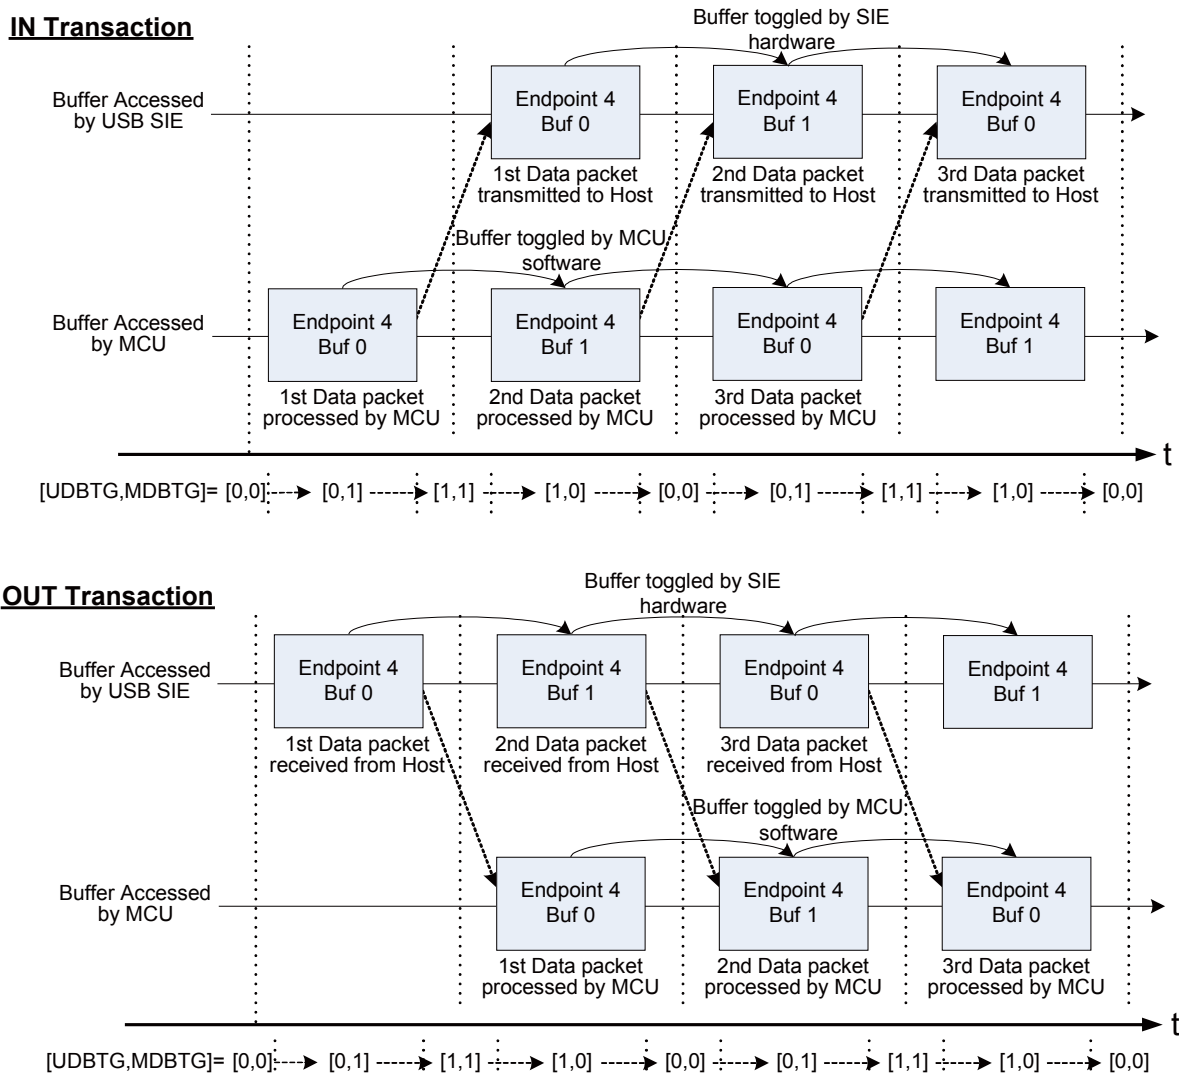 IN Transaction
Buffer toggled by SIE
hardware
Buffer Accessed
by USB SIE
Endpoint 4
Buf 0
Endpoint 4
Buf 1
Endpoint 4
Buf 0
1st Data packet
transmitted to Host
2nd Data packet
transmitted to Host
3rd Data packet
transmitted to Host
Buffer toggled by MCU
software
Buffer Accessed
by MCU
Endpoint 4
Buf 0
Endpoint 4
Buf 1
Endpoint 4
Buf 0
Endpoint 4
Buf 1
1st Data packet
processed by MCU
2nd Data packet
processed by MCU
3rd Data packet
processed by MCU
t
[UDBTG,MDBTG]= [0,0] [0,1] [1,1] [1,0] [0,0] [0,1] [1,1] [1,0] [0,0]
OUT Transaction
Buffer toggled by SIE
hardware
Buffer Accessed
by USB SIE
Endpoint 4
Buf 0
Endpoint 4
Buf 1
Endpoint 4
Buf 0
Endpoint 4
Buf 1
1st Data packet
received from Host
2nd Data packet
received from Host
3rd Data packet
received from Host
Buffer toggled by MCU
software
Buffer Accessed
by MCU
Endpoint 4
Buf 0
Endpoint 4
Buf 1
Endpoint 4
Buf 0
1st Data packet
processed by MCU
2nd Data packet
processed by MCU
3rd Data packet
processed by MCU
t
[UDBTG,MDBTG]= [0,0] [0,1] [1,1] [1,0] [0,0] [0,1] [1,1] [1,0] [0,0]